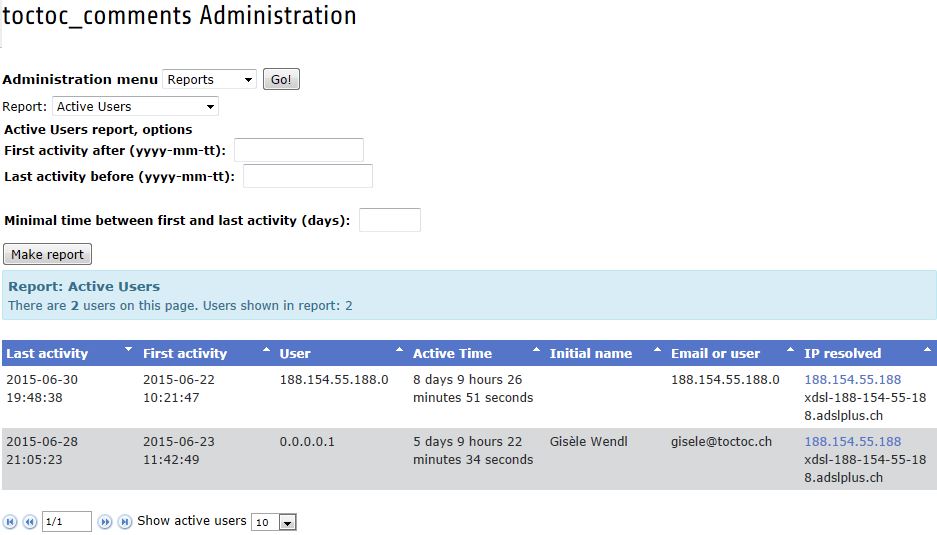 toctoc_comments Administration
Administration menu Reports Go!
Report: Active Users
Active Users report, options
First activity after (yyyy-mm-tt):
Last activity before (yyyy-mm-tt):
Minimal time between first and last activity (days):
Make report
Report: Active Users
There are 2 users on this page. Users shown in report: 2
Last activity First activity User Active Time Initial name Email or user IP resolved
2015-06-30 2015-06-22 188.154.55.188.0 8 days 9 hours 26 188.154.55.188.0 188.154.55.188
19:48:38 10:21:47 minutes 51 seconds xdsl-188-154-55-18
8.adslplus.ch
2015-06-28 2015-06-23 0.0.0.0.1 5 days 9 hours 22 Gisèle Wendl gisele@toctoc.ch 188.154.55.188
21:05:23 11:42:49 minutes 34 seconds xdsl-188-154-55-18
8.adslplus.ch
1/1 Show active users 10